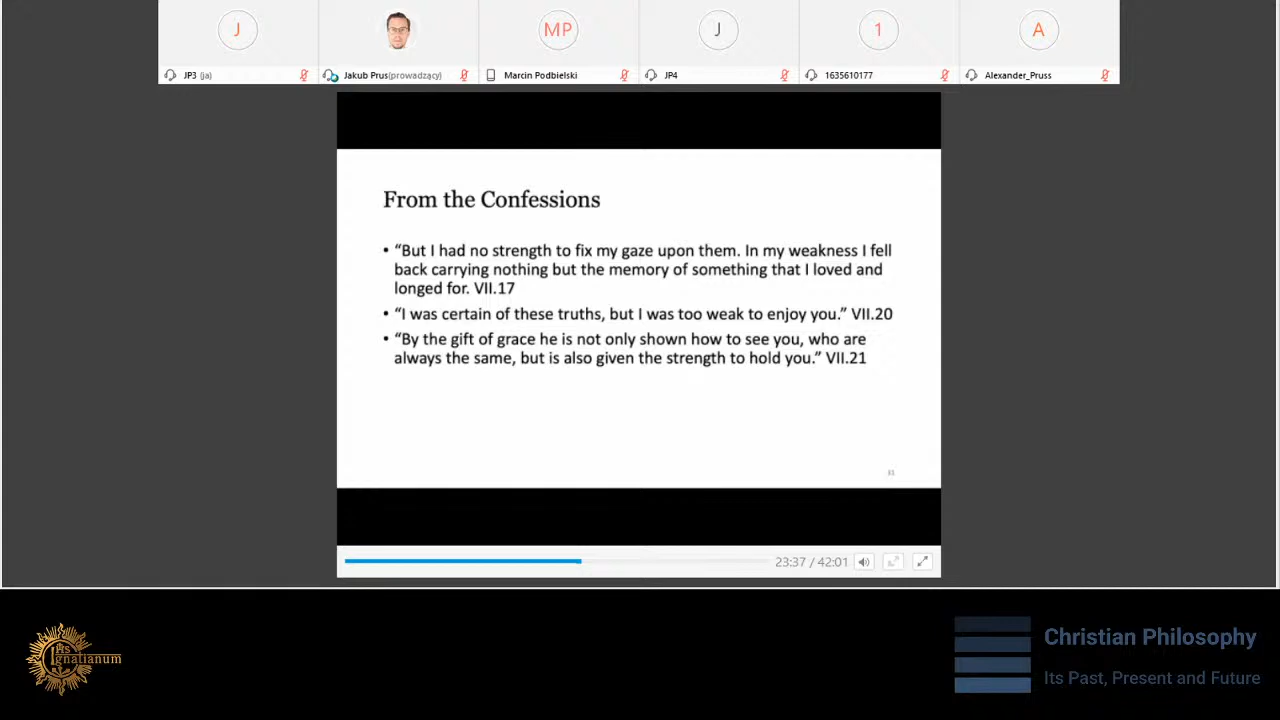 J
MP
J
1
A
JP3 (ja)
Jakub Prus(prowadzący)
Marcin Podbielski
JP4
1635610177
Alexander_Pruss
From the Confessions
• “But I had no strength to fix my gaze upon them. In my weakness I fell
back carrying nothing but the memory of something that I loved and
longed for. VII.17
• “I was certain of these truths, but I was too weak to enjoy you.” VII.20
• “By the gift of grace he is not only shown how to see you, who are
always the same, but is also given the strength to hold you.” VII.21
23:37 / 42:01
Ignatianum
Christian Philosophy
Its Past, Present and Future